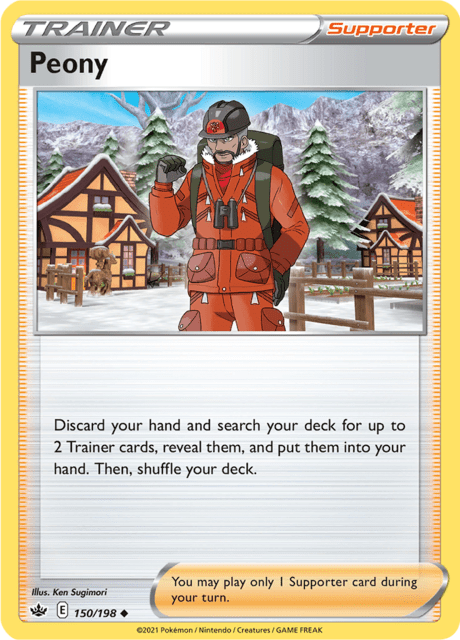 TRAINER
Supporter
Peony
Discard your hand and search your deck for up to
2 Trainer cards, reveal them, and put them into your
hand. Then, shuffle your deck.
Illus. Ken Sugimori
You may play only 1 Supporter card during
your turn.
E 150/198 ◆
©2021 Pokémon / Nintendo / Creatures / GAME FREAK